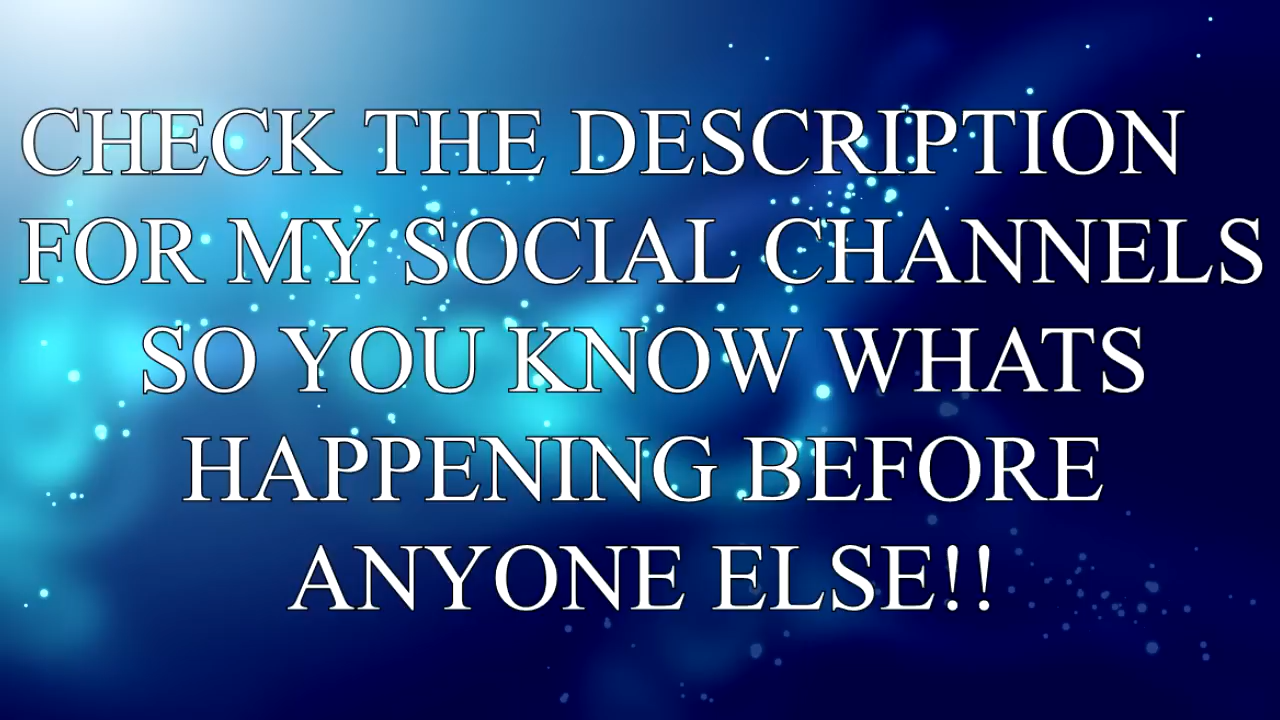 CHECK THE DESCRIPTION
FOR MY SOCIAL CHANNELS
SO YOU KNOW WHATS
HAPPENING BEFORE
ANYONE ELSE!!